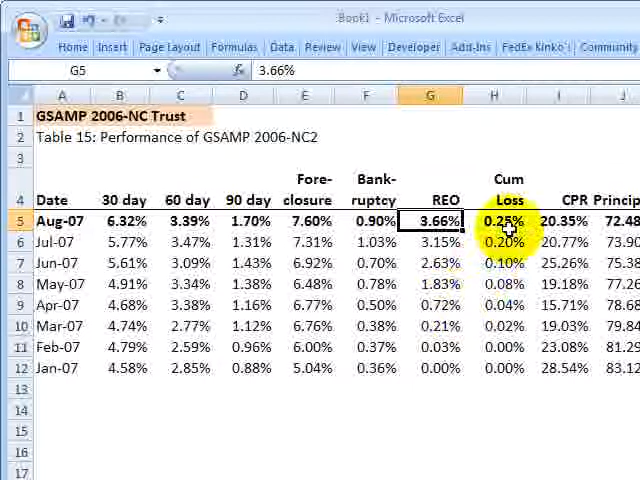 Book1 - Microsoft Excel
Home Insert Page Layout Formulas Data Review View Developer Add-Ins FedEx Kinko's Community
G5 fx 3.66%
A B C D E F G H I J
1 GSAMP 2006-NC Trust
2 Table 15: Performance of GSAMP 2006-NC2
3
Fore- Bank- Cum
4 Date 30 day 60 day 90 day closure ruptcy REO Loss CPR Princip
5 Aug-07 6.32% 3.39% 1.70% 7.60% 0.90% 3.66% 0.25% 20.35% 72.48
6 Jul-07 5.77% 3.47% 1.31% 7.31% 1.03% 3.15% 0.20% 20.77% 73.90
7 Jun-07 5.61% 3.09% 1.43% 6.92% 0.70% 2.63% 0.10% 25.26% 75.38
8 May-07 4.91% 3.34% 1.38% 6.48% 0.78% 1.83% 0.08% 19.18% 77.26
9 Apr-07 4.68% 3.38% 1.16% 6.77% 0.50% 0.72% 0.04% 15.71% 78.68
10 Mar-07 4.74% 2.77% 1.12% 6.76% 0.38% 0.21% 0.02% 19.03% 79.84
11 Feb-07 4.79% 2.59% 0.96% 6.00% 0.37% 0.03% 0.00% 23.08% 81.29
12 Jan-07 4.58% 2.85% 0.88% 5.04% 0.36% 0.00% 0.00% 28.54% 83.12
13
14
15
16
17